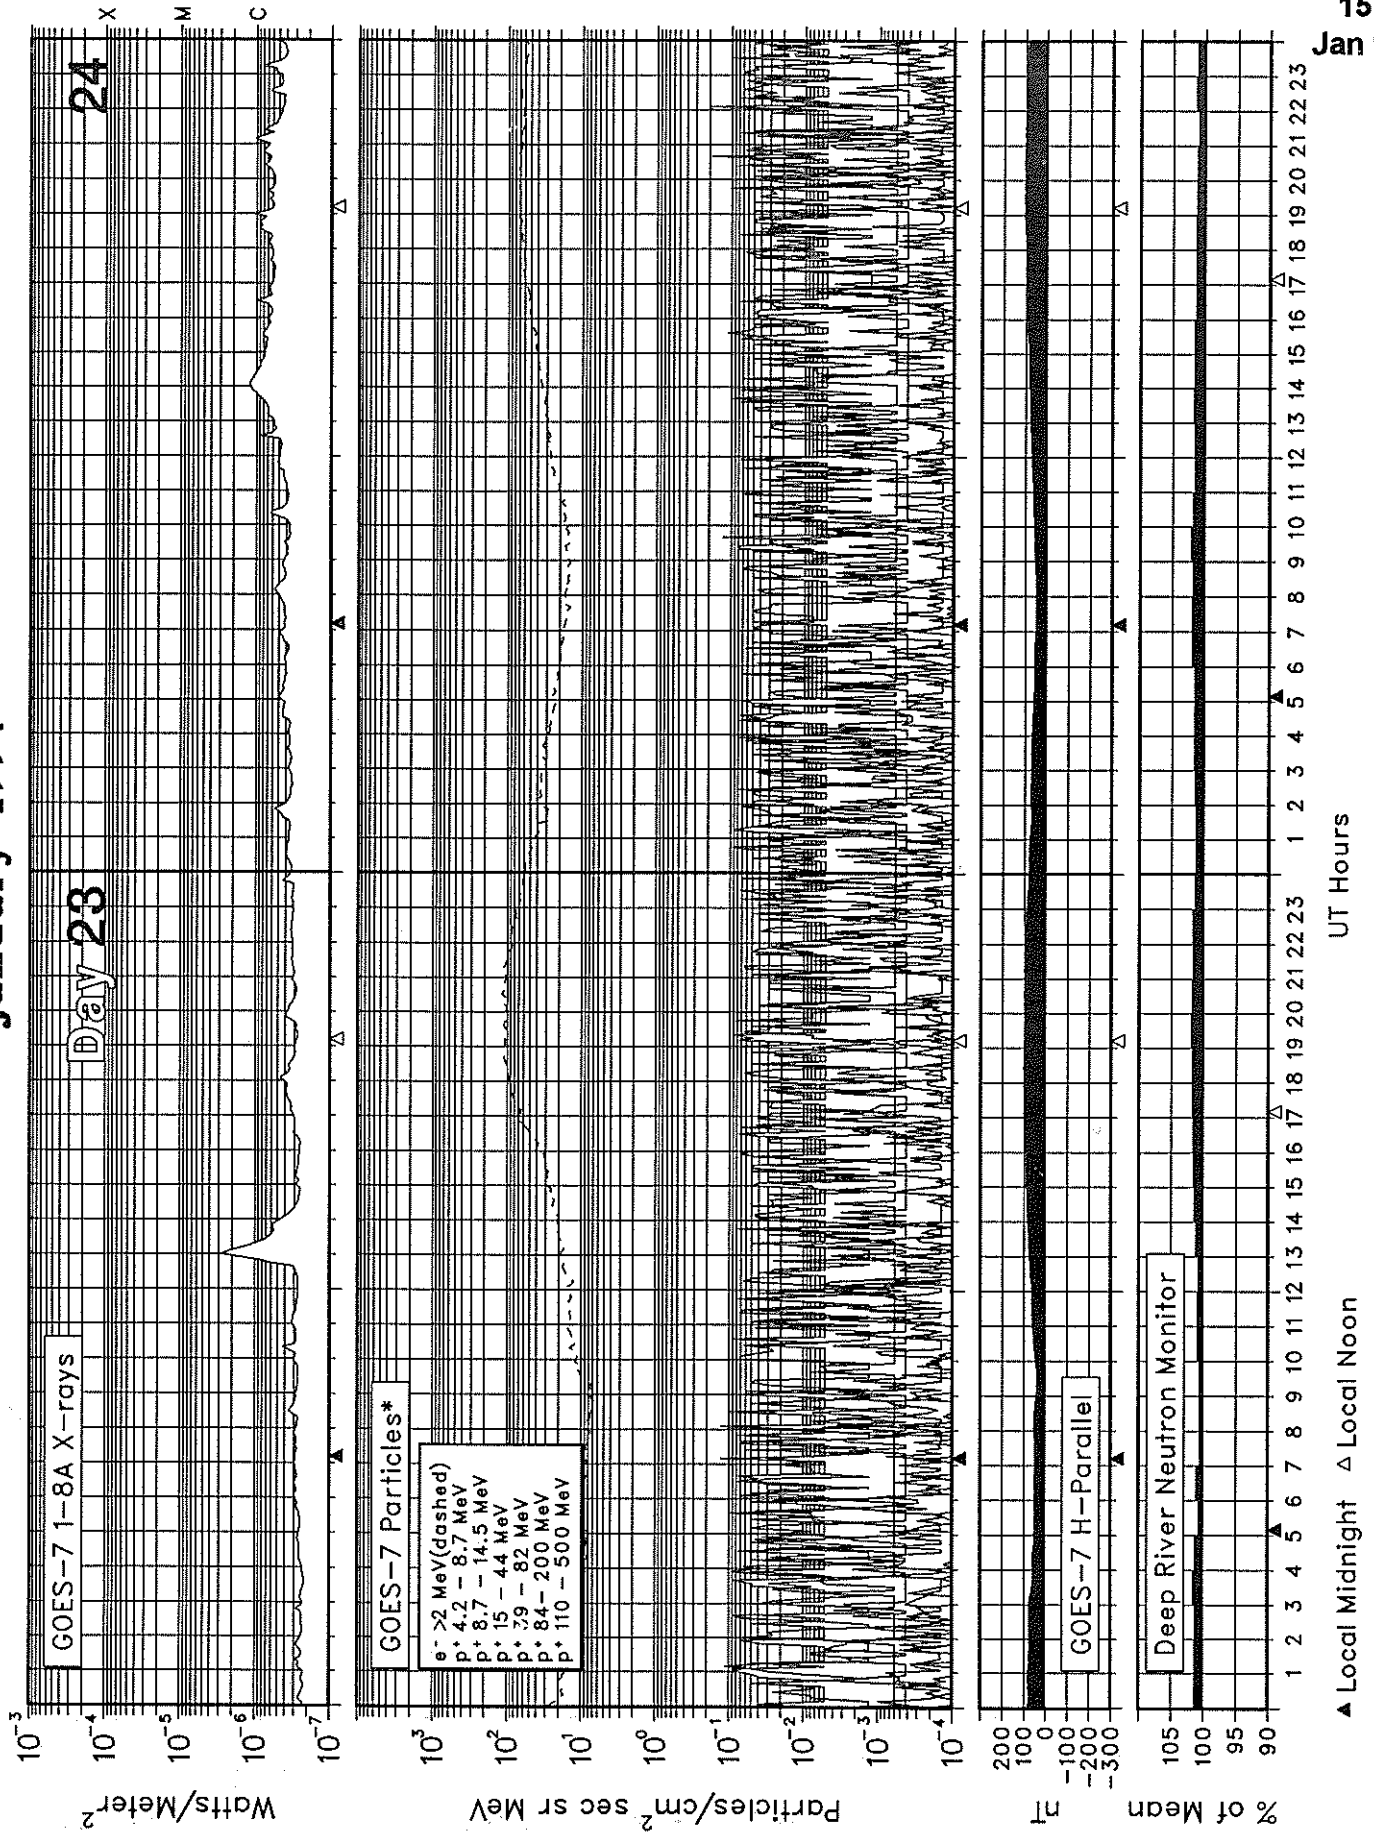 15
Jan
Day 23
24
GOES-7 1-8A X-rays
X
M
C
10⁻³
10⁻⁴
10⁻⁵
10⁻⁶
10⁻⁷
Watts/Meter²
GOES-7 Particles*
e⁻ >2 MeV(dashed)
p⁺ 4.2 - 8.7 MeV
p⁺ 8.7 - 14.5 MeV
p⁺ 15 - 44 MeV
p⁺ 39 - 82 MeV
p⁺ 84 - 200 MeV
p⁺ 110 - 500 MeV
10³
10²
10¹
10⁰
10⁻¹
10⁻²
10⁻³
10⁻⁴
Particles/cm² sec sr MeV
GOES-7 H-Parallel
200
100
0
-100
-200
-300
nT
Deep River Neutron Monitor
105
100
95
90
% of Mean
1 2 3 4 5 6 7 8 9 10 11 12 13 14 15 16 17 18 19 20 21 22 23 1 2 3 4 5 6 7 8 9 10 11 12 13 14 15 16 17 18 19 20 21 22 23
UT Hours
▲ Local Midnight △ Local Noon